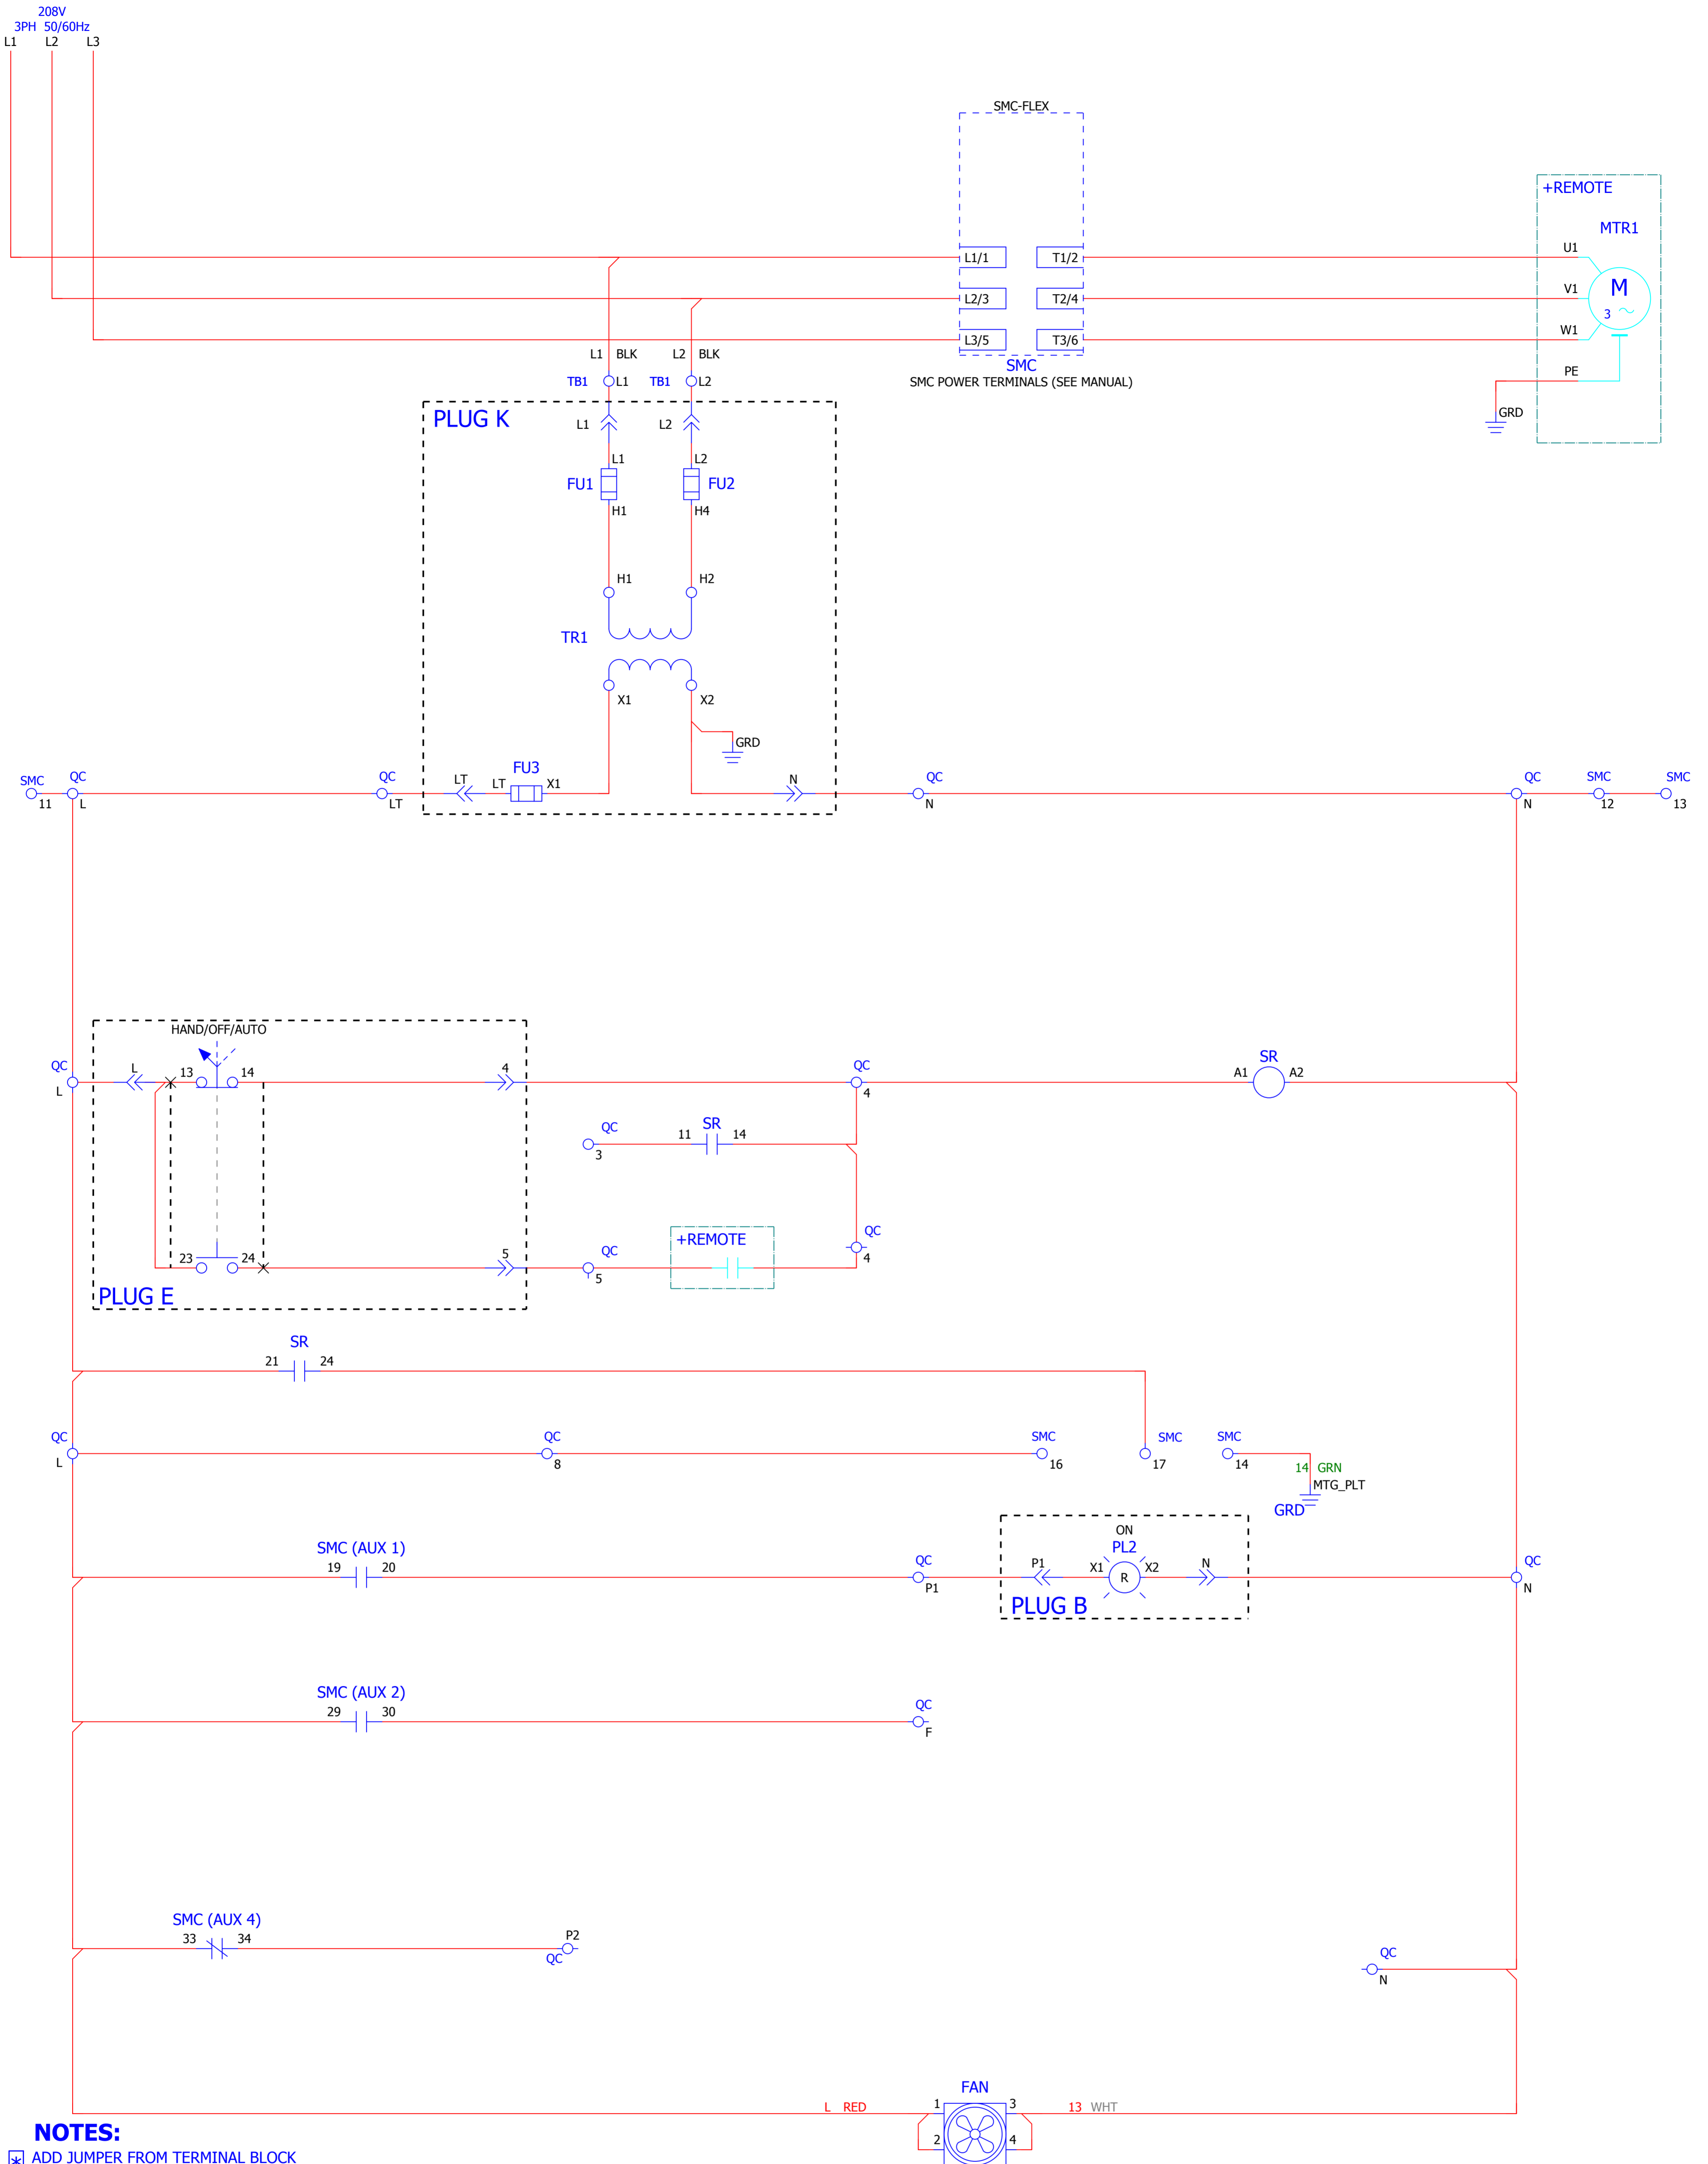 208V
3PH 50/60Hz
L1 L2 L3
SMC-FLEX
+REMOTE
MTR1
L1/1 T1/2 U1
L2/3 T2/4 V1 M
3
L3/5 T3/6 W1
SMC
SMC POWER TERMINALS (SEE MANUAL)
PE
GRD
L1 BLK L2 BLK
TB1 L1 TB1 L2
PLUG K
L1 L2
L1 L2
FU1 FU2
H1 H4
H1 H2
TR1
X1 X2
GRD
FU3
SMC QC QC LT LT X1 N QC QC SMC SMC
11 L LT N N 12 13
HAND/OFF/AUTO
QC L 13 14 4 QC SR
L 4 A1 A2
QC 11 SR 14
3
QC
+REMOTE
4
23 24 5 QC
5
PLUG E
SR
21 24
QC QC SMC SMC SMC
L 8 16 17 14
14 GRN
MTG_PLT
GRD
ON
SMC (AUX 1) PL2
19 20 QC P1 X1 X2 N QC
R
P1 N
PLUG B
SMC (AUX 2)
29 30 QC
F
SMC (AUX 4)
33 34 P2
QC QC
N
FAN
L RED 1 3 13 WHT
2 4
NOTES:
* ADD JUMPER FROM TERMINAL BLOCK